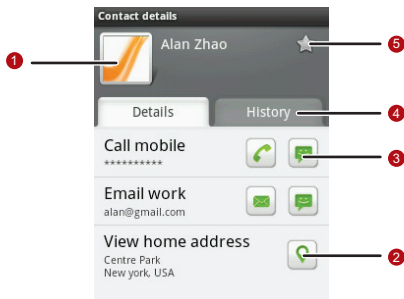 Contact details
Alan Zhao
1
5
Details
History
4
Call mobile
**********
3
Email work
alan@gmail.com
View home address
Centre Park
New york, USA
2